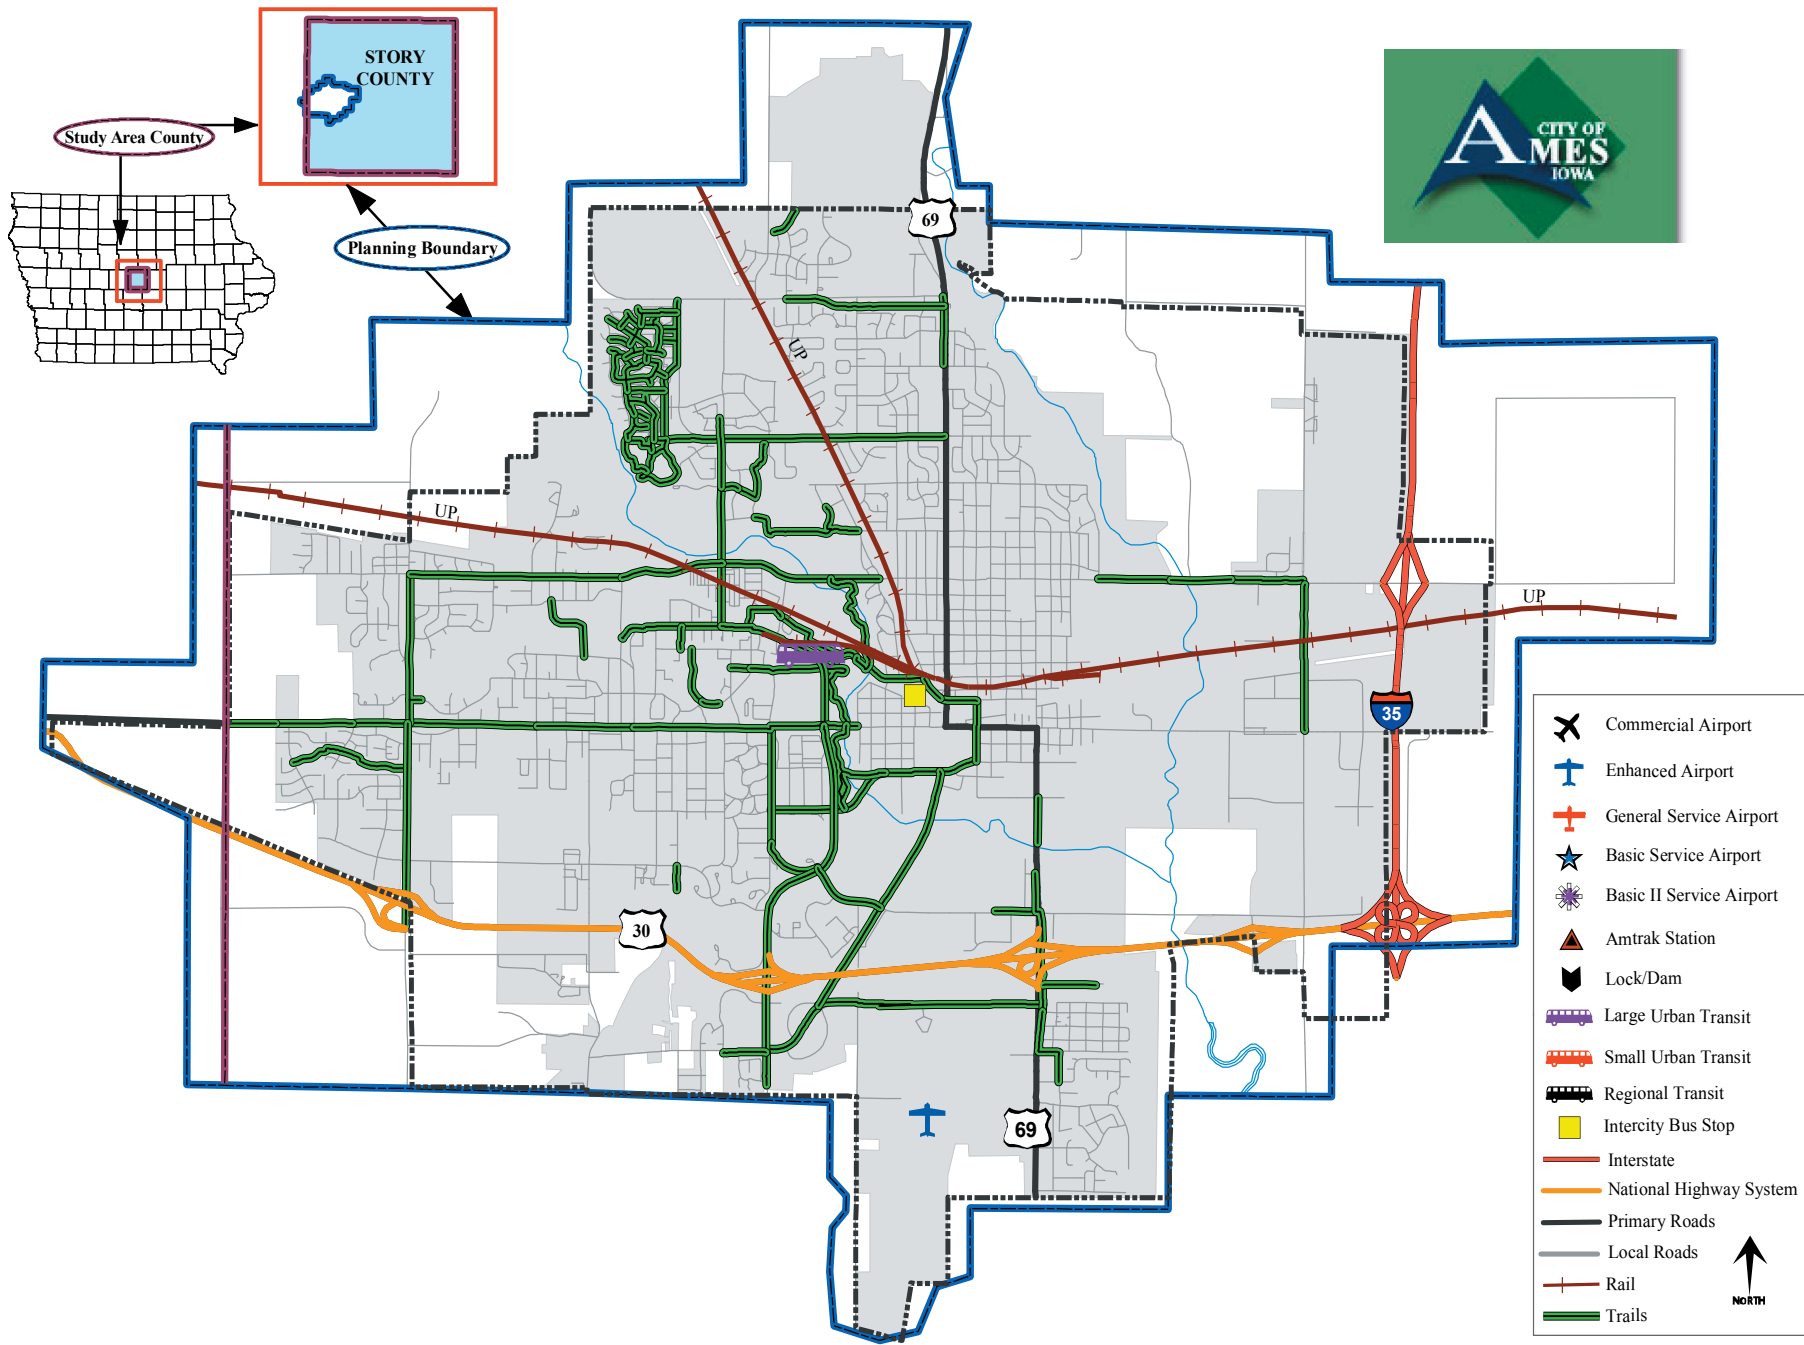 STORY
COUNTY
Study Area County
Planning Boundary
CITY OF
AMES
IOWA
69
UP
UP
UP
35
30
69
Commercial Airport
Enhanced Airport
General Service Airport
Basic Service Airport
Basic II Service Airport
Amtrak Station
Lock/Dam
Large Urban Transit
Small Urban Transit
Regional Transit
Intercity Bus Stop
Interstate
National Highway System
Primary Roads
Local Roads
Rail
Trails
NORTH